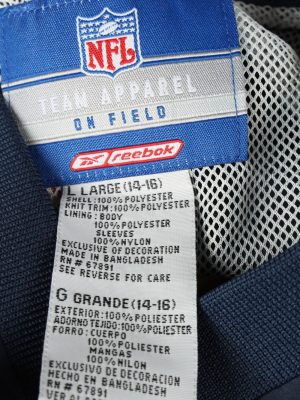 NFL
TEAM APPAREL
ON FIELD
Reebok
L LARGE (14-16)
SHELL: 100% POLYESTER
KNIT TRIM: 100% POLYESTER
LINING: BODY
100% POLYESTER
SLEEVES
100% NYLON
EXCLUSIVE OF DECORATION
MADE IN BANGLADESH
RN # 67891
SEE REVERSE FOR CARE
G GRANDE (14-16)
EXTERIOR: 100% POLIESTER
ADORNO TEJIDO: 100% POLIESTER
FORRO: CUERPO
100% POLIESTER
MANGAS
100% NILON
EXCLUSIVO DE DECORACION
HECHO EN BANGLADESH
RN # 67891
VER AL DORSO